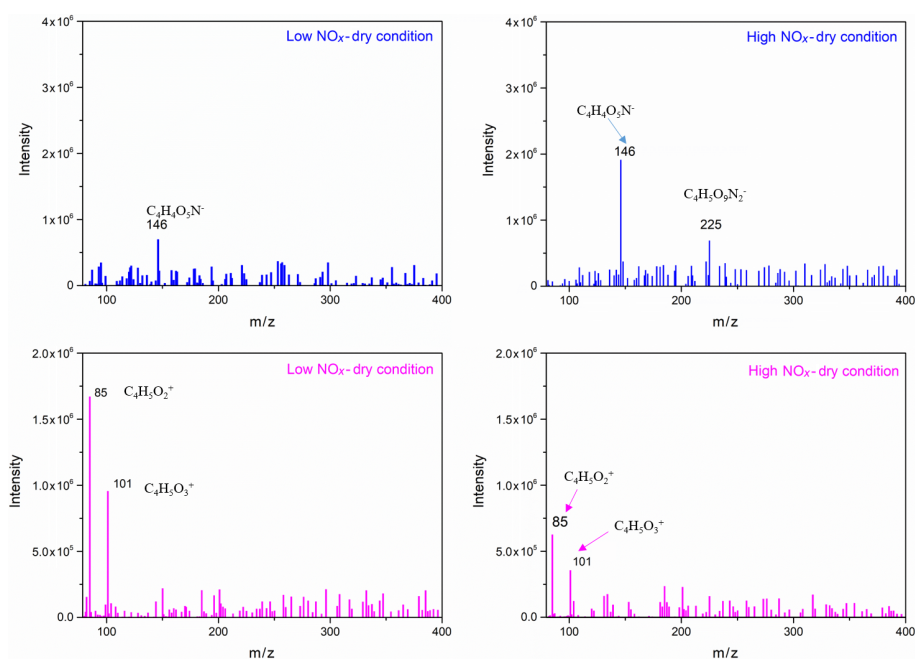 Low NOx-dry condition
4x10⁶
3x10⁶
2x10⁶
1x10⁶
0
Intensity
C₄H₄O₅N⁻
146
100 200 300 400
m/z
High NOx-dry condition
4x10⁶
3x10⁶
2x10⁶
1x10⁶
0
Intensity
C₄H₄O₅N⁻
146
C₄H₅O₉N₂⁻
225
100 200 300 400
m/z
Low NOx-dry condition
2.0x10⁶
1.5x10⁶
1.0x10⁶
5.0x10⁵
0.0
Intensity
85 C₄H₅O₂⁺
101 C₄H₅O₃⁺
100 200 300 400
m/z
High NOx-dry condition
2.0x10⁶
1.5x10⁶
1.0x10⁶
5.0x10⁵
0.0
Intensity
C₄H₅O₂⁺
85
C₄H₅O₃⁺
101
100 200 300 400
m/z